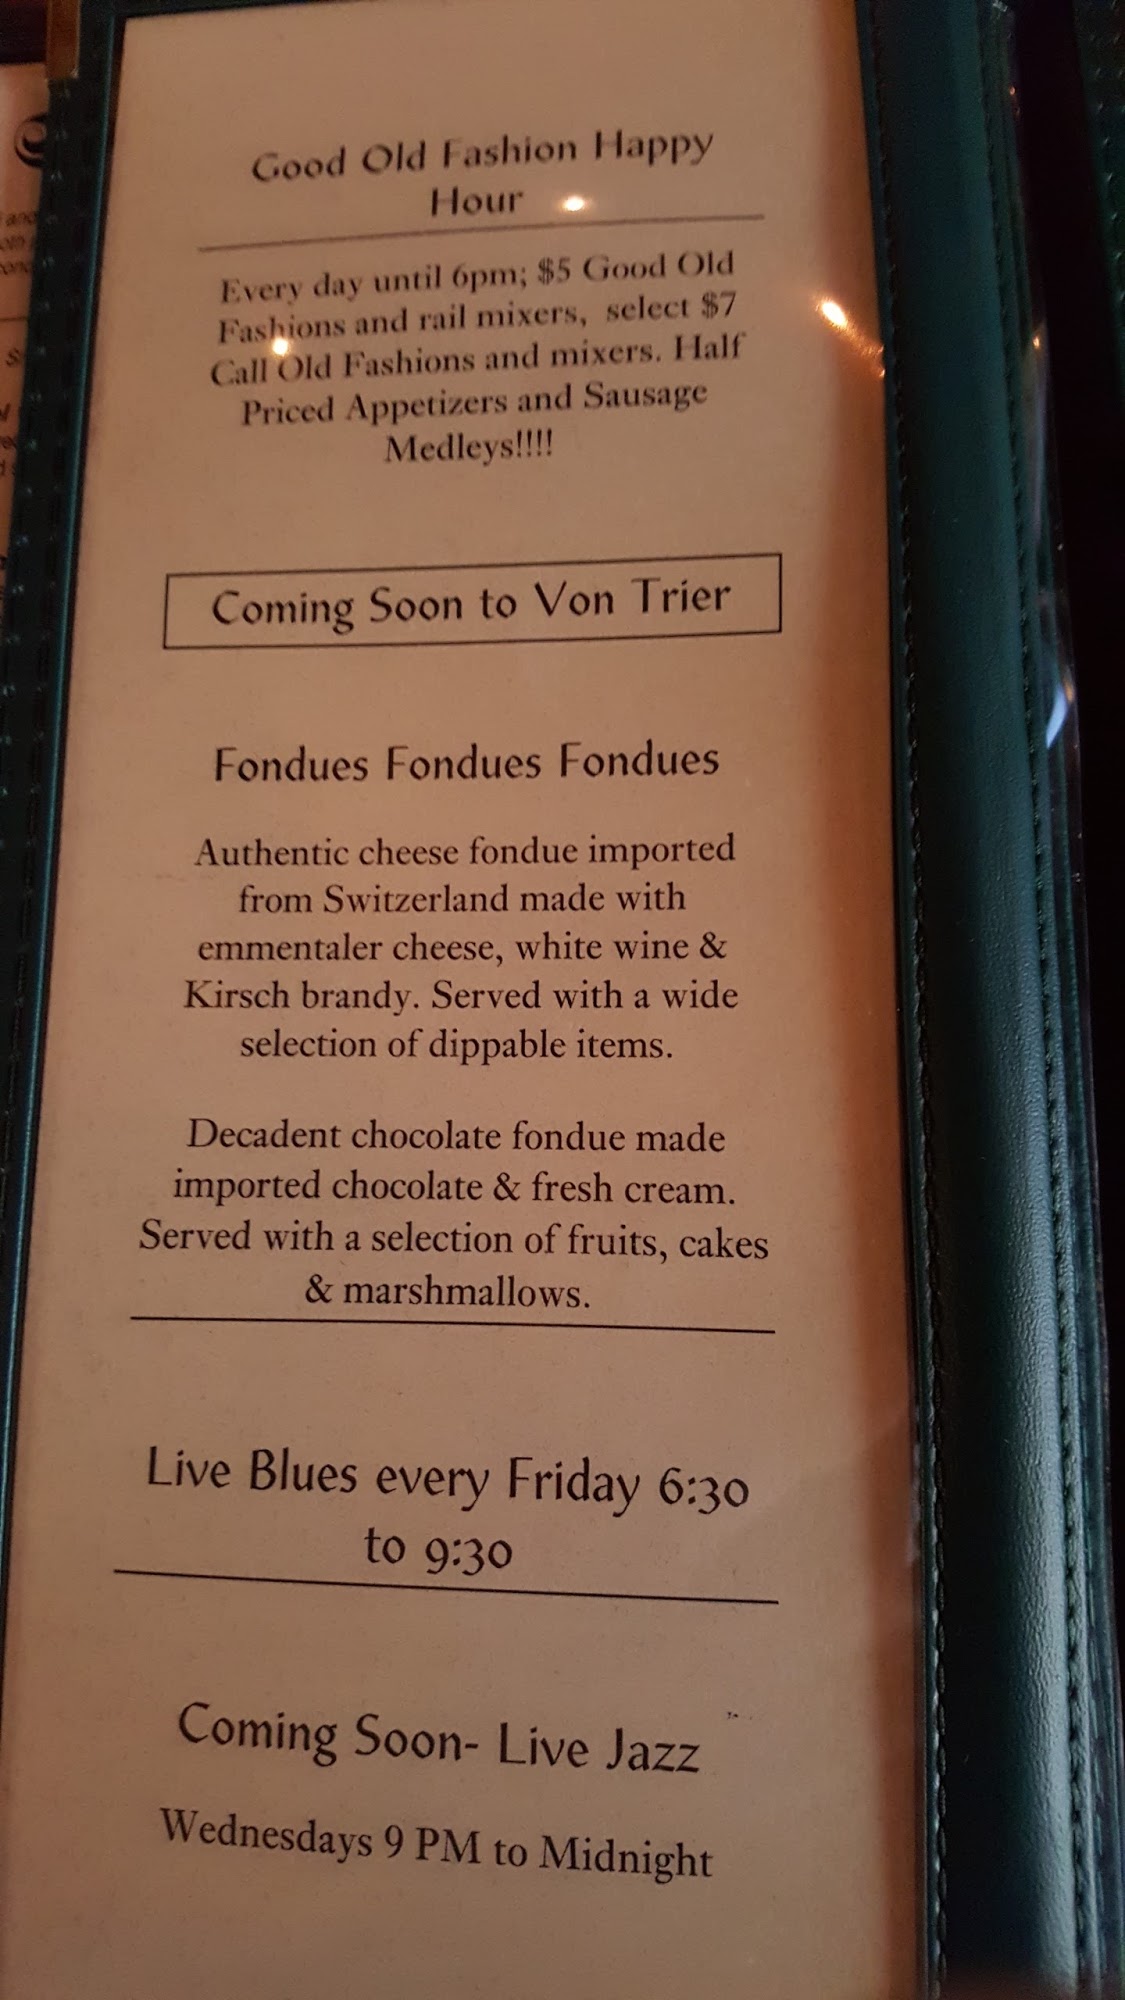 Good Old Fashion Happy
Hour
Every day until 6pm; $5 Good Old
Fashions and rail mixers, select $7
Call Old Fashions and mixers. Half
Priced Appetizers and Sausage
Medleys!!!!
Coming Soon to Von Trier
Fondues Fondues Fondues
Authentic cheese fondue imported
from Switzerland made with
emmentaler cheese, white wine &
Kirsch brandy. Served with a wide
selection of dippable items.
Decadent chocolate fondue made
imported chocolate & fresh cream.
Served with a selection of fruits, cakes
& marshmallows.
Live Blues every Friday 6:30
to 9:30
Coming Soon- Live Jazz
Wednesdays 9 PM to Midnight